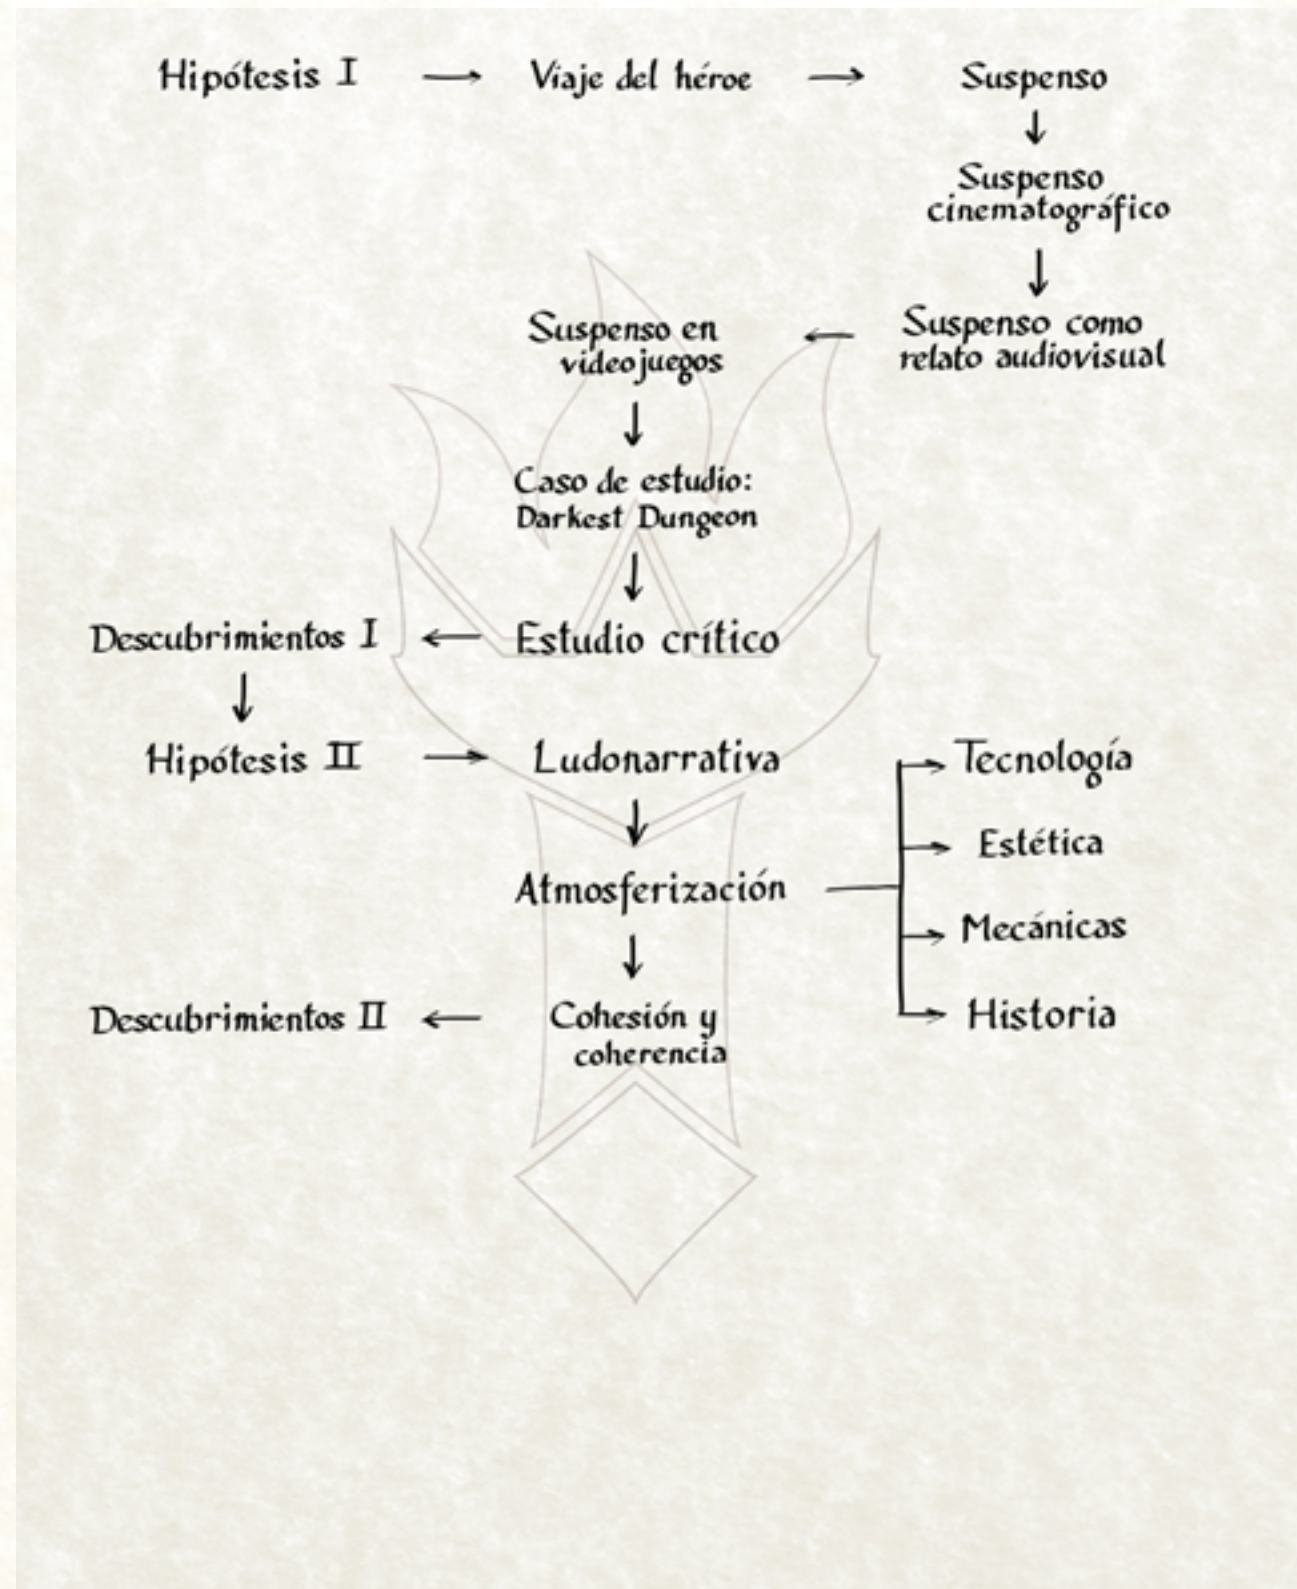 Hipótesis I
Viaje del héroe
Suspenso
Suspenso
cinematográfico
Suspenso como
relato audiovisual
Suspenso en
videojuegos
Caso de estudio:
Darkest Dungeon
Estudio crítico
Descubrimientos I
Hipótesis II
Ludonarrativa
Atmosferización
Tecnología
Estética
Mecánicas
Historia
Cohesión y
coherencia
Descubrimientos II